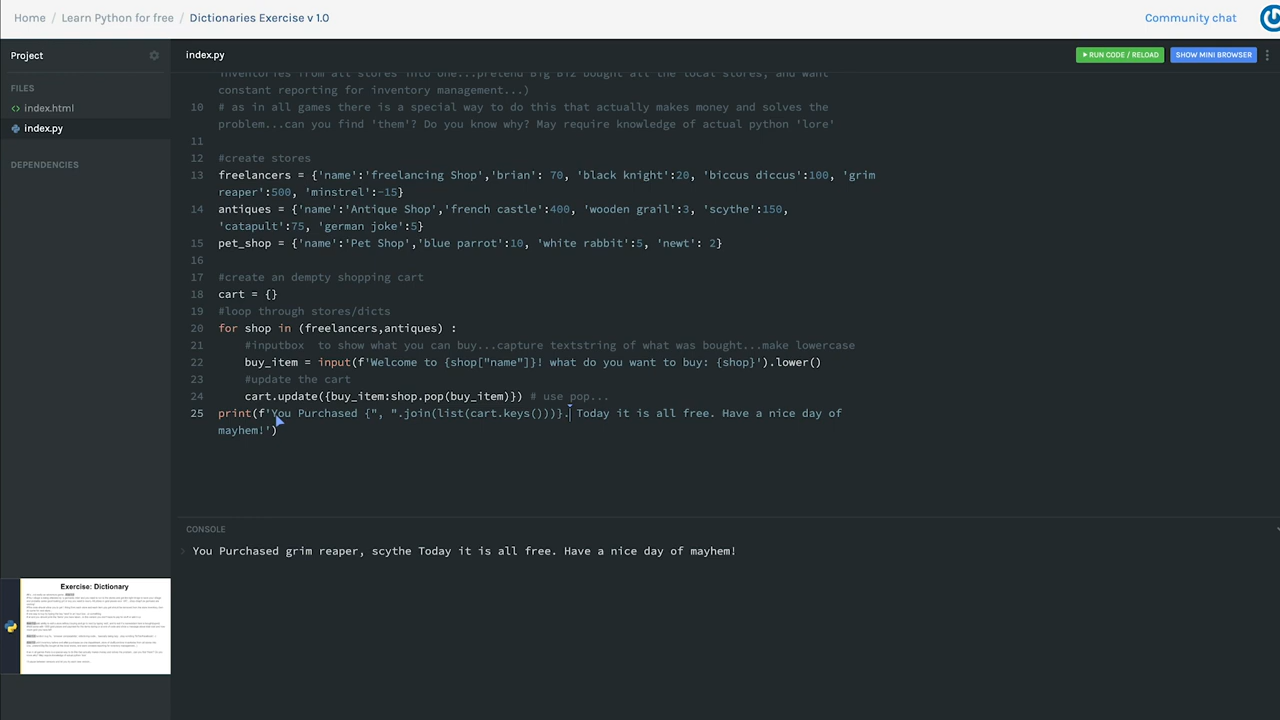 Home / Learn Python for free / Dictionaries Exercise v 1.0
Community chat
Project
FILES
index.html
index.py
DEPENDENCIES
index.py
RUN CODE / RELOAD
SHOW MINI BROWSER
inventories from all stores into one...pretend Big Biz bought all the local stores, and want
constant reporting for inventory management...)
10 # as in all games there is a special way to do this that actually makes money and solves the
problem...can you find 'them'? Do you know why? May require knowledge of actual python 'lore'
11
12 #create stores
13 freelancers = {'name':'freelancing Shop','brian': 70, 'black knight':20, 'biccus diccus':100, 'grim
reaper':500, 'minstrel':-15}
14 antiques = {'name':'Antique Shop','french castle':400, 'wooden grail':3, 'scythe':150,
'catapult':75, 'german joke':5}
15 pet_shop = {'name':'Pet Shop','blue parrot':10, 'white rabbit':5, 'newt': 2}
16
17 #create an dempty shopping cart
18 cart = {}
19 #loop through stores/dicts
20 for shop in (freelancers,antiques) :
21 #inputbox  to show what you can buy...capture textstring of what was bought...make lowercase
22 buy_item = input(f'Welcome to {shop["name"]}! what do you want to buy: {shop}').lower()
23 #update the cart
24 cart.update({buy_item:shop.pop(buy_item)}) # use pop...
25 print(f'You Purchased {", ".join(list(cart.keys()))}. Today it is all free. Have a nice day of
mayhem!')
CONSOLE
You Purchased grim reaper, scythe Today it is all free. Have a nice day of mayhem!
Exercise: Dictionary